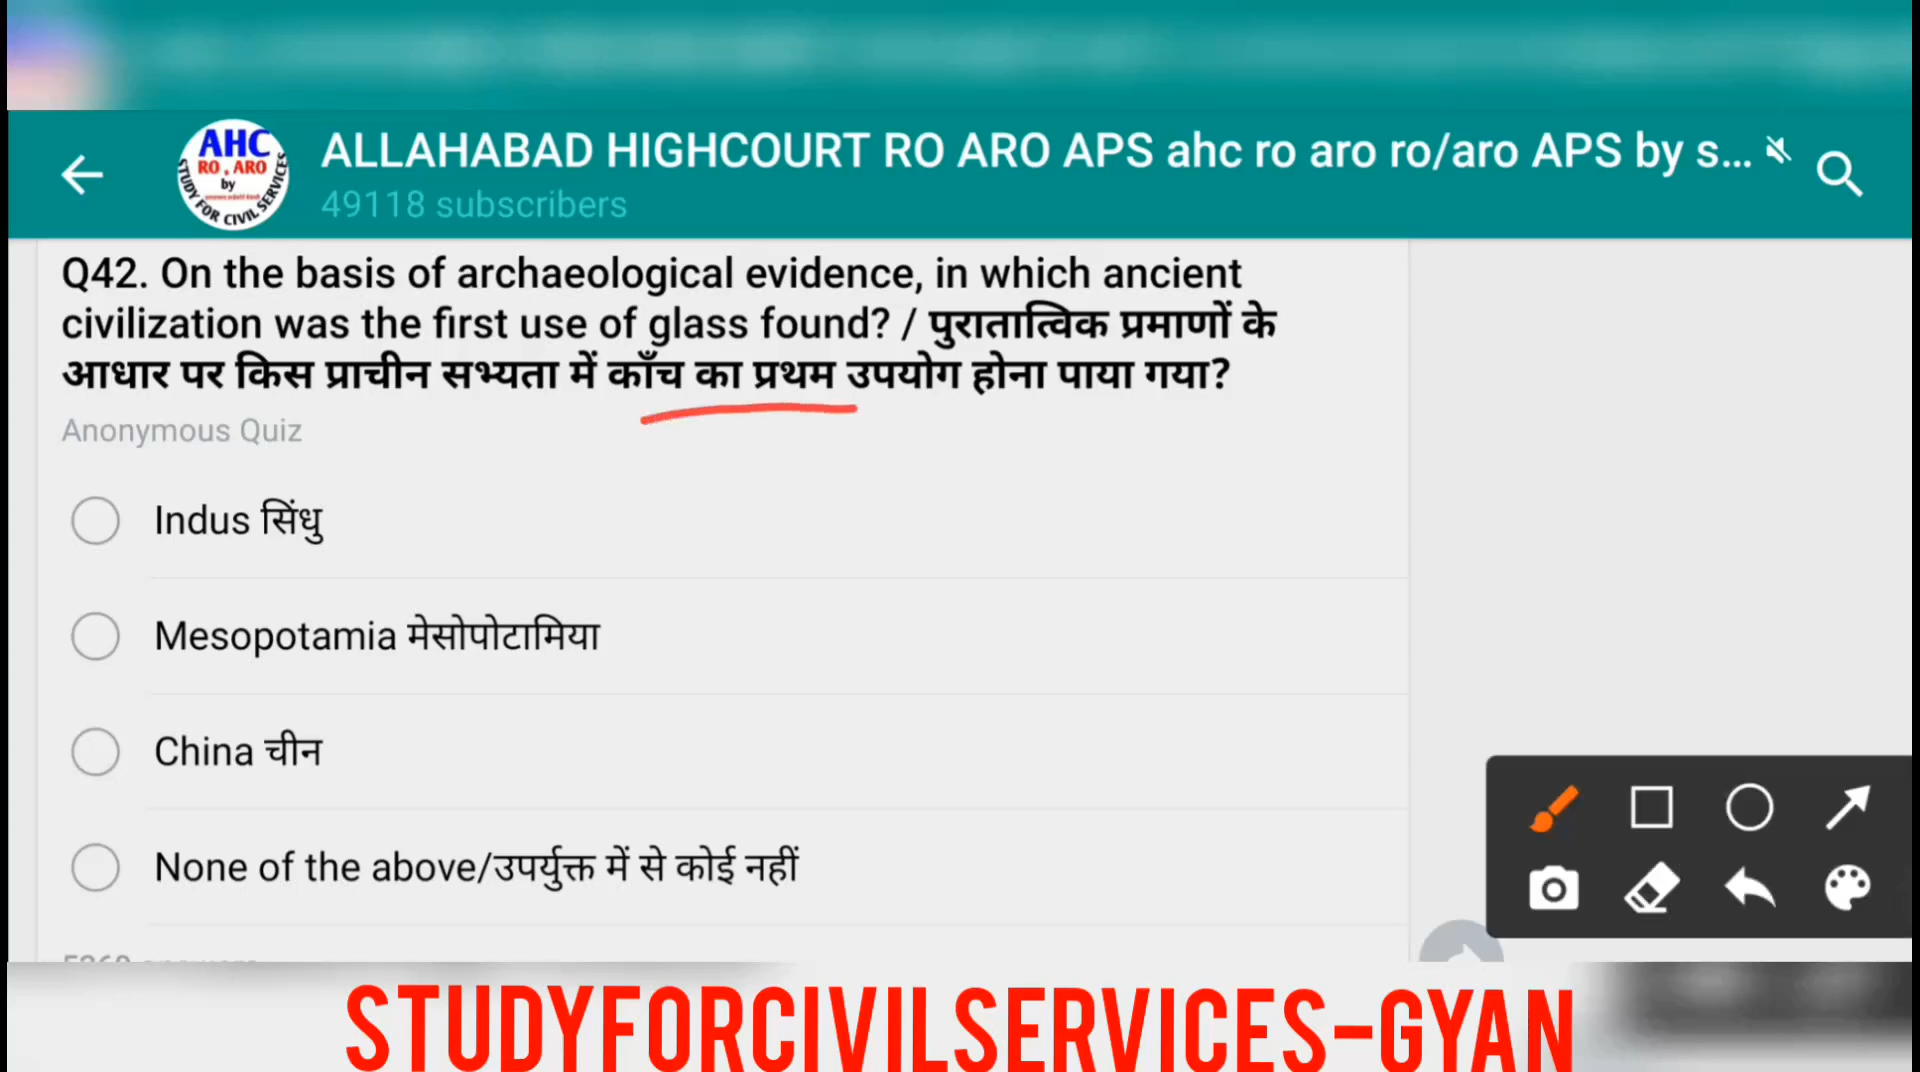 ALLAHABAD HIGHCOURT RO ARO APS ahc ro aro ro/aro APS by s...
49118 subscribers
AHC
RO , ARO
by
STUDY FOR CIVIL SERVICES
Q42. On the basis of archaeological evidence, in which ancient
civilization was the first use of glass found? / पुरातात्विक प्रमाणों के
आधार पर किस प्राचीन सभ्यता में काँच का प्रथम उपयोग होना पाया गया?
Anonymous Quiz
Indus सिंधु
Mesopotamia मेसोपोटामिया
China चीन
None of the above/उपर्युक्त में से कोई नहीं
STUDYFORCIVILSERVICES-GYAN